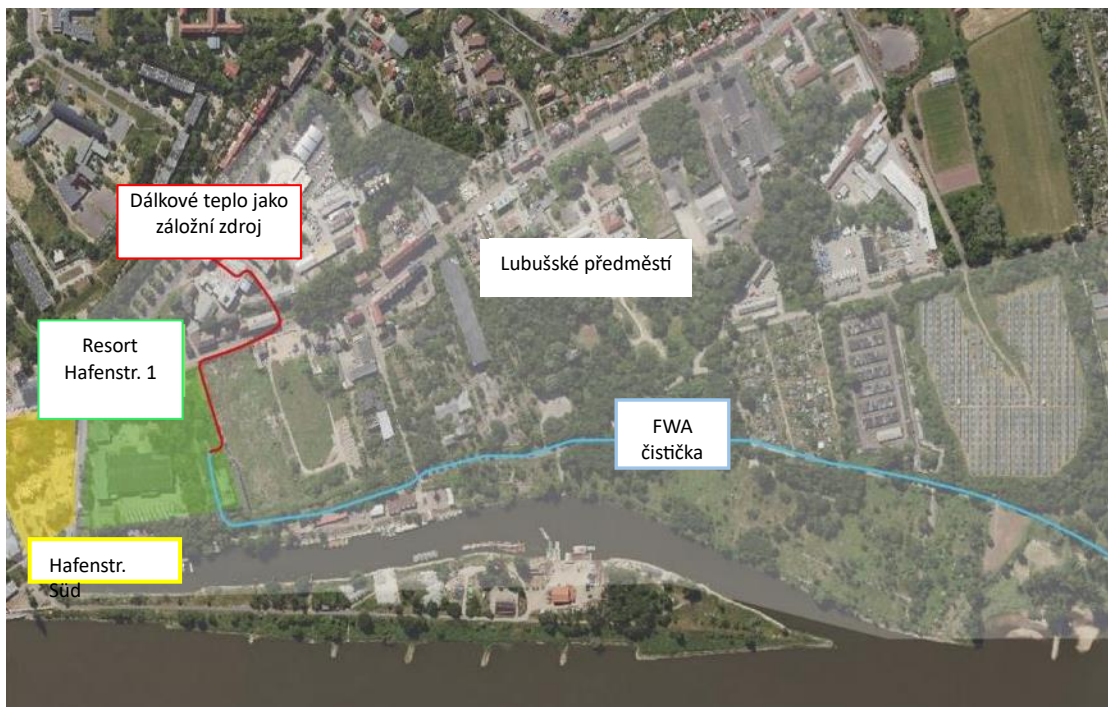 Dálkové teplo jako
záložní zdroj
Lubušské předměstí
Resort
Hafenstr. 1
FWA
čistička
Hafenstr.
Süd